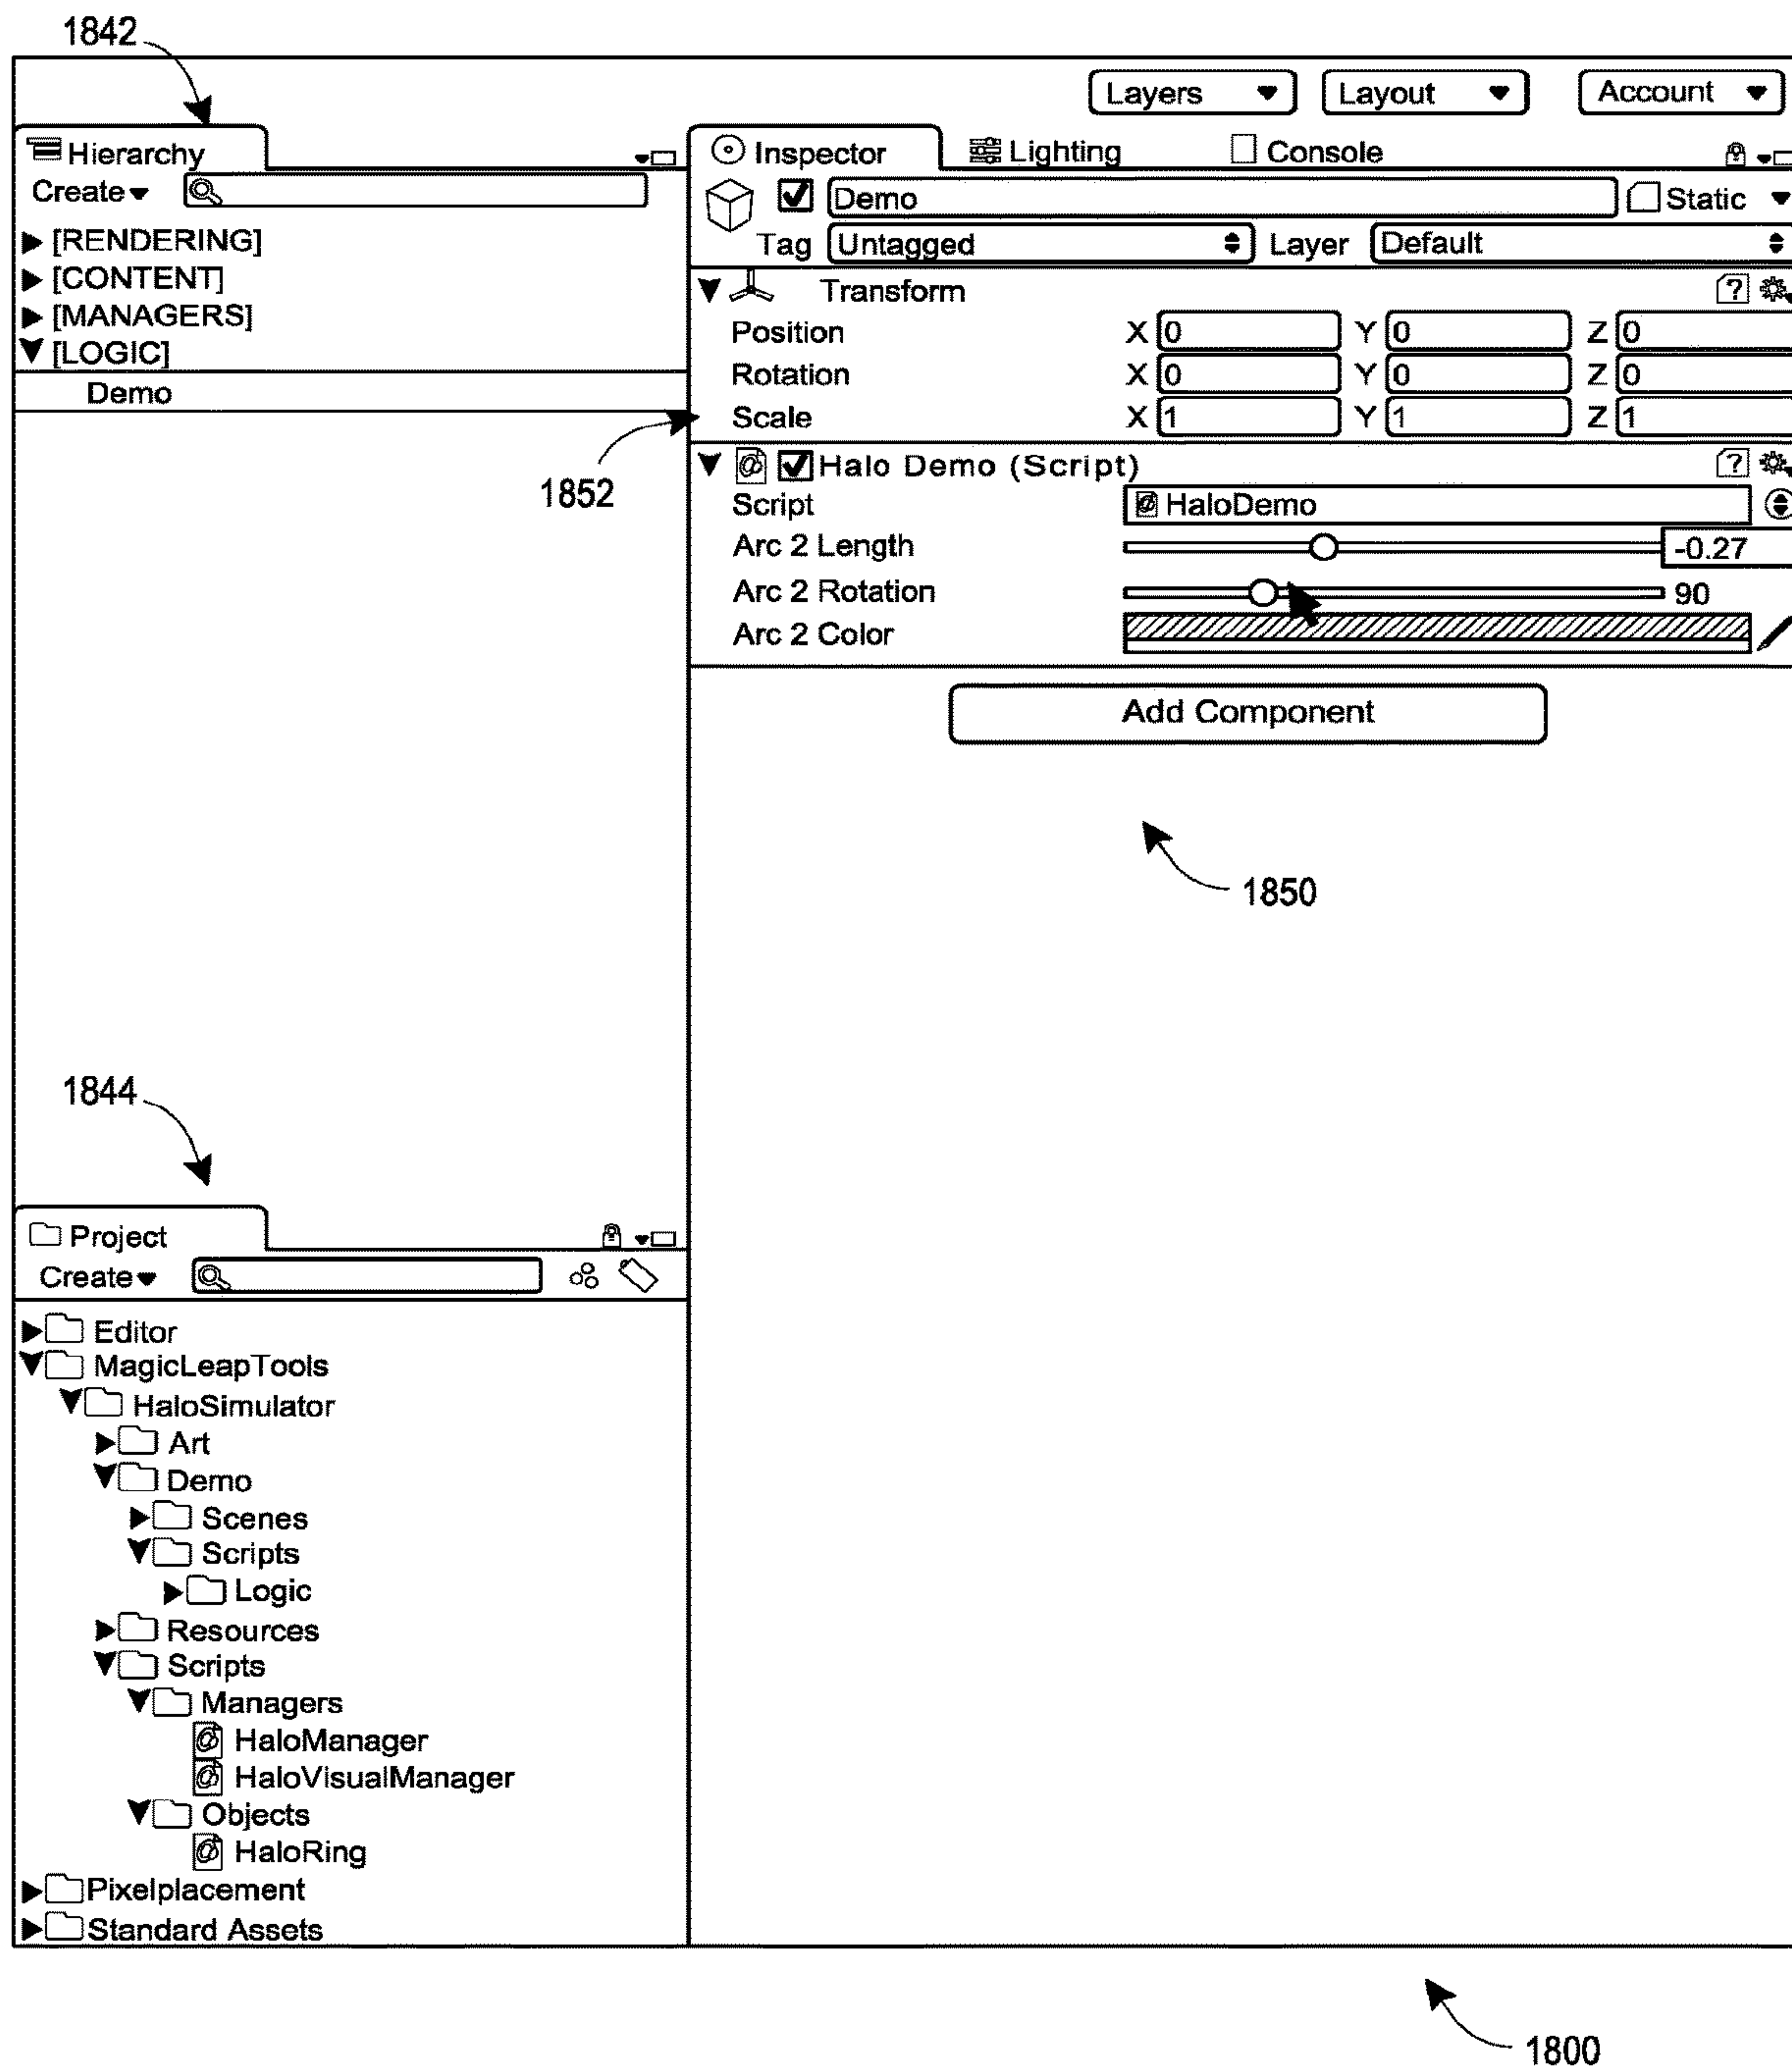 1842
Layers Layout Account
Hierarchy
Create
[RENDERING]
[CONTENT]
[MANAGERS]
[LOGIC]
Demo
1852
Inspector Lighting Console
Demo Static
Tag Untagged Layer Default
Transform
Position X 0 Y 0 Z 0
Rotation X 0 Y 0 Z 0
Scale X 1 Y 1 Z 1
Halo Demo (Script)
Script HaloDemo
Arc 2 Length -0.27
Arc 2 Rotation 90
Arc 2 Color
Add Component
1850
1844
Project
Create
Editor
MagicLeapTools
HaloSimulator
Art
Demo
Scenes
Scripts
Logic
Resources
Scripts
Managers
HaloManager
HaloVisualManager
Objects
HaloRing
Pixelplacement
Standard Assets
1800